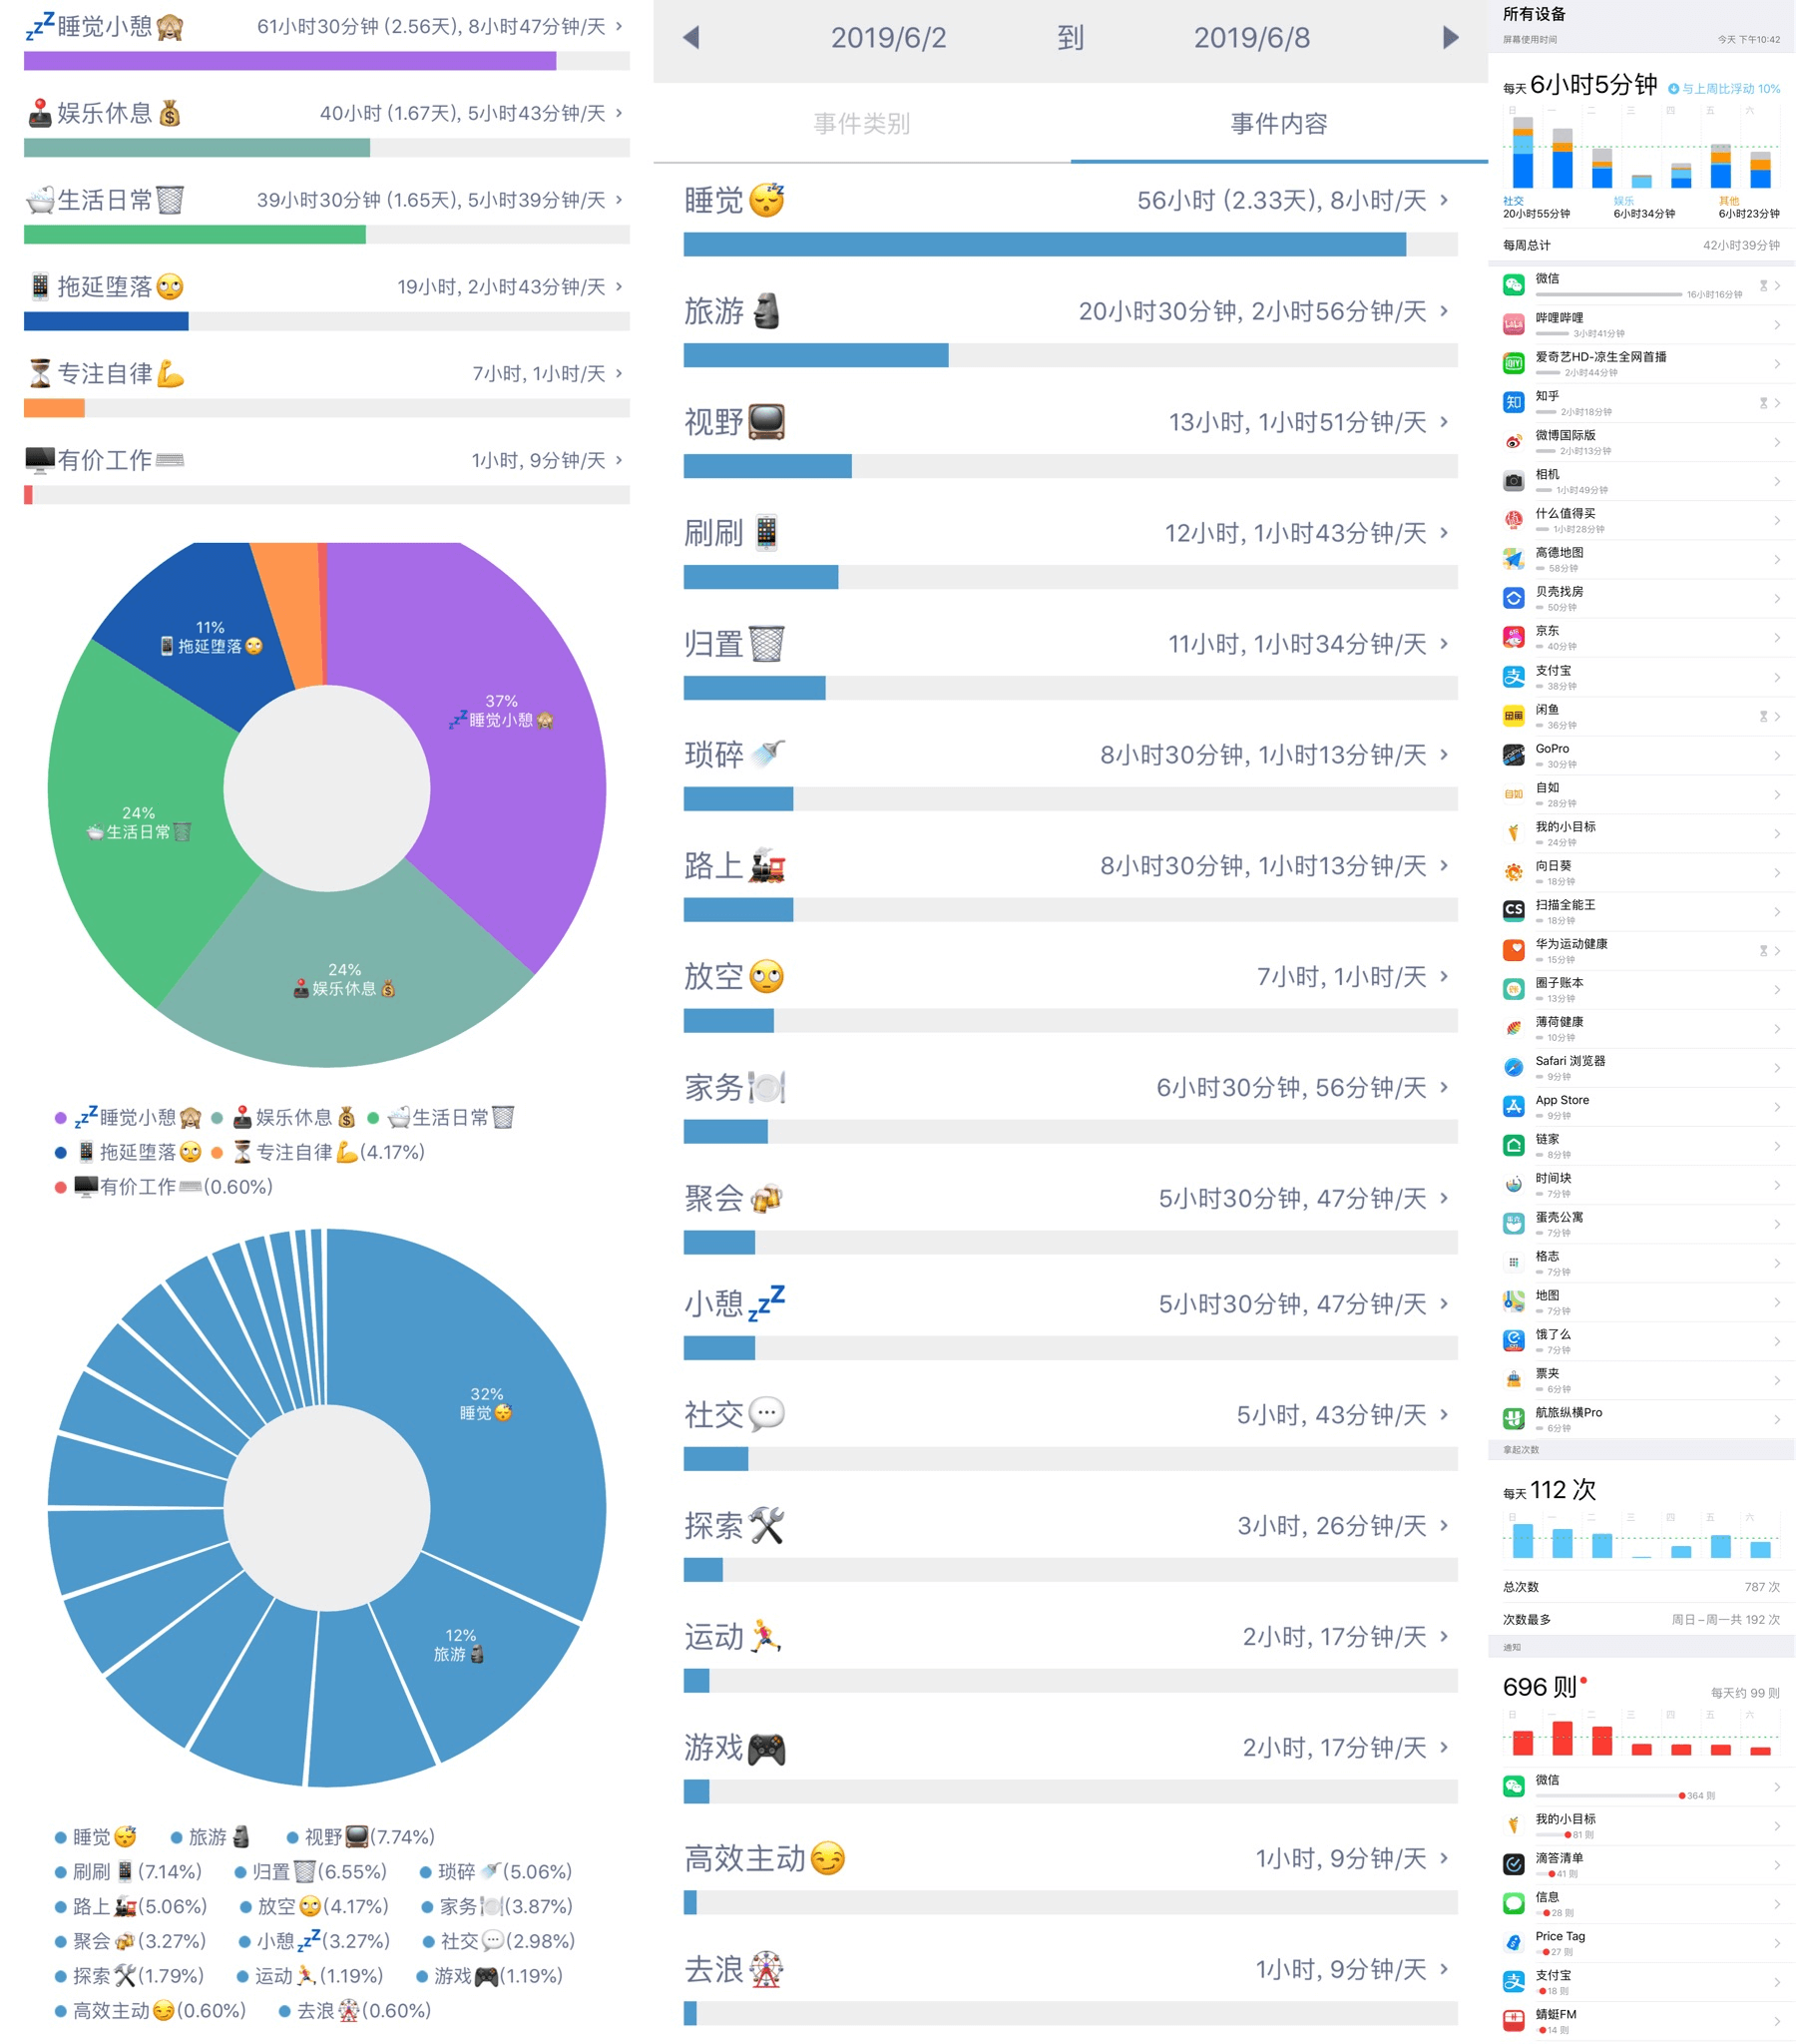 睡觉小憩
61小时30分钟 (2.56天), 8小时47分钟/天
娱乐休息
40小时 (1.67天), 5小时43分钟/天
生活日常
39小时30分钟 (1.65天), 5小时39分钟/天
拖延堕落
19小时, 2小时43分钟/天
专注自律
7小时, 1小时/天
有价工作
1小时, 9分钟/天
11%
拖延堕落
37%
睡觉小憩
24%
生活日常
24%
娱乐休息
睡觉小憩 娱乐休息 生活日常
拖延堕落 专注自律(4.17%)
有价工作(0.60%)
32%
睡觉
12%
旅游
睡觉 旅游 视野(7.74%)
刷刷(7.14%) 归置(6.55%) 琐碎(5.06%)
路上(5.06%) 放空(4.17%) 家务(3.87%)
聚会(3.27%) 小憩(3.27%) 社交(2.98%)
探索(1.79%) 运动(1.19%) 游戏(1.19%)
高效主动(0.60%) 去浪(0.60%)
2019/6/2 到 2019/6/8
事件类别 事件内容
睡觉 56小时 (2.33天), 8小时/天
旅游 20小时30分钟, 2小时56分钟/天
视野 13小时, 1小时51分钟/天
刷刷 12小时, 1小时43分钟/天
归置 11小时, 1小时34分钟/天
琐碎 8小时30分钟, 1小时13分钟/天
路上 8小时30分钟, 1小时13分钟/天
放空 7小时, 1小时/天
家务 6小时30分钟, 56分钟/天
聚会 5小时30分钟, 47分钟/天
小憩 5小时30分钟, 47分钟/天
社交 5小时, 43分钟/天
探索 3小时, 26分钟/天
运动 2小时, 17分钟/天
游戏 2小时, 17分钟/天
高效主动 1小时, 9分钟/天
去浪 1小时, 9分钟/天
所有设备
屏幕使用时间 今天 下午10:42
每天 6小时5分钟 与上周比浮动 10%
日 一 二 三 四 五 六
社交 娱乐 其他
20小时55分钟 6小时34分钟 6小时23分钟
每周总计 42小时39分钟
微信
16小时16分钟
哔哩哔哩
3小时41分钟
爱奇艺HD-凉生全网首播
2小时44分钟
知乎
2小时18分钟
微博国际版
2小时13分钟
相机
1小时49分钟
什么值得买
1小时28分钟
高德地图
58分钟
贝壳找房
50分钟
京东
40分钟
支付宝
38分钟
闲鱼
36分钟
GoPro
30分钟
自如
28分钟
我的小目标
24分钟
向日葵
18分钟
扫描全能王
18分钟
华为运动健康
15分钟
圈子账本
13分钟
薄荷健康
10分钟
Safari 浏览器
9分钟
App Store
9分钟
链家
8分钟
时间块
7分钟
蛋壳公寓
7分钟
格志
7分钟
地图
7分钟
饿了么
7分钟
票夹
6分钟
航旅纵横Pro
6分钟
拿起次数
每天 112 次
日 一 二 三 四 五 六
总次数 787 次
次数最多 周日–周一共 192 次
通知
696 则 每天约 99 则
日 一 二 三 四 五 六
微信
364 则
我的小目标
81 则
滴答清单
41 则
信息
28 则
Price Tag
27 则
支付宝
18 则
蜻蜓FM
14 则